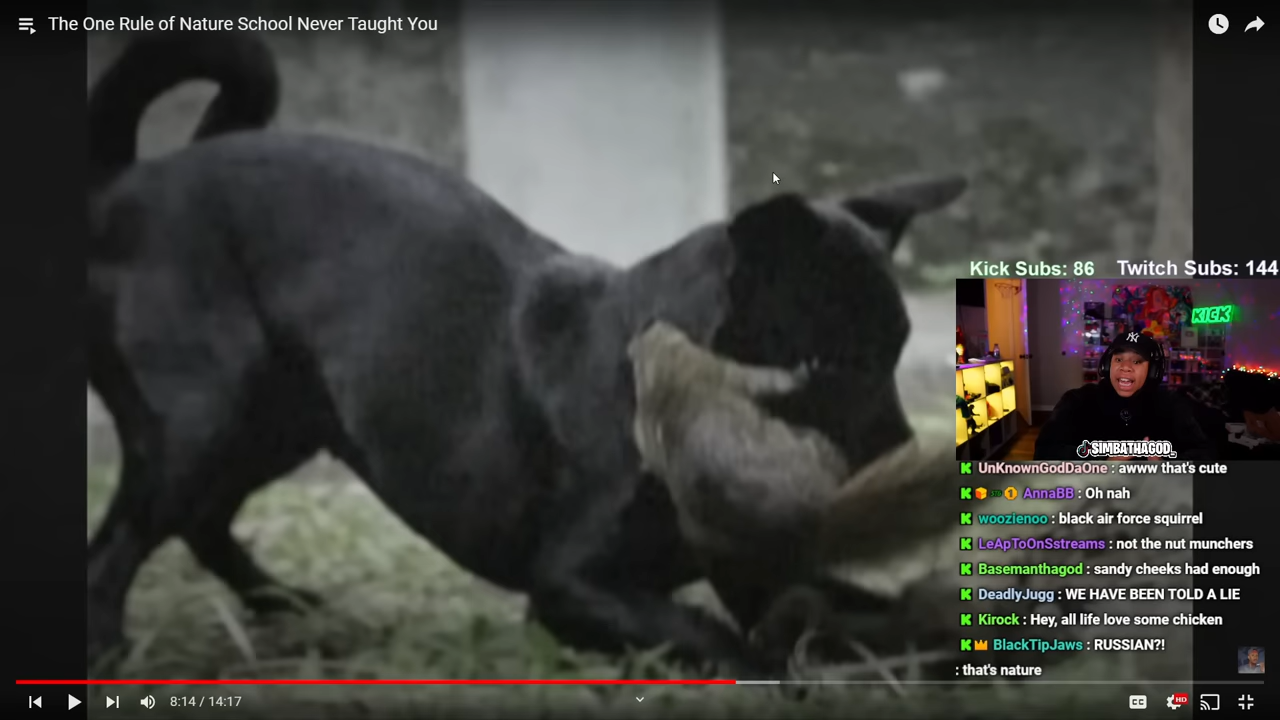 The One Rule of Nature School Never Taught You
Kick Subs: 86 Twitch Subs: 144
KICK
SIMBATHAGOD
UnKnownGodDaOne : awww that's cute
AnnaBB : Oh nah
woozienoo : black air force squirrel
LeApToOnSstreams : not the nut munchers
Basemanthagod : sandy cheeks had enough
DeadlyJugg : WE HAVE BEEN TOLD A LIE
Kirock : Hey, all life love some chicken
BlackTipJaws : RUSSIAN?!
: that's nature
8:14 / 14:17
CC
HD